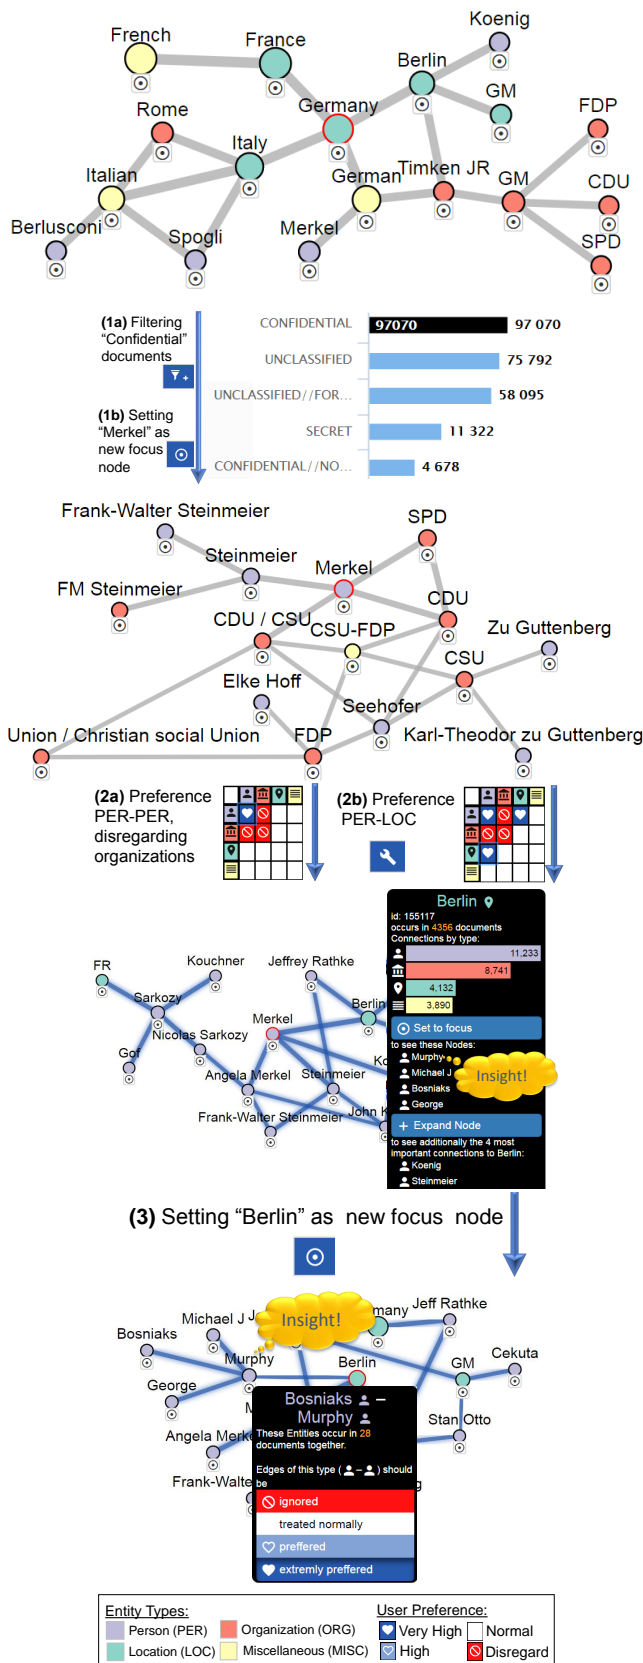 French
France
Koenig
Berlin
GM
Germany
FDP
Rome
Italy
Italian
German
Timken JR
GM
CDU
Berlusconi
Spogli
Merkel
SPD
(1a) Filtering
“Confidential”
documents
(1b) Setting
“Merkel” as
new focus
node
CONFIDENTIAL 97070 97 070
UNCLASSIFIED 75 792
UNCLASSIFIED//FOR... 58 095
SECRET 11 322
CONFIDENTIAL//NO... 4 678
Frank-Walter Steinmeier
SPD
Steinmeier
Merkel
FM Steinmeier
CDU
CDU / CSU
CSU-FDP
Zu Guttenberg
CSU
Elke Hoff
Seehofer
Union / Christian social Union
FDP
Karl-Theodor zu Guttenberg
(2a) Preference
PER-PER,
disregarding
organizations
(2b) Preference
PER-LOC
Berlin
id: 155117
occurs in 4356 documents
Connections by type:
11,233
8,741
4,132
3,890
Set to focus
to see these Nodes:
Murphy
Michael J
Bosniaks
George
Insight!
Expand Node
to see additionally the 4 most
important connections to Berlin:
Koenig
Steinmeier
FR
Kouchner
Jeffrey Rathke
Sarkozy
Berlin
Merkel
Nicolas Sarkozy
Gof
Ko
Angela Merkel
Steinmeier
Frank-Walter Steinmeier
John K
(3) Setting “Berlin” as new focus node
Insight!
Michael J J
many
Jeff Rathke
Bosniaks
Murphy
Berlin
GM
Cekuta
George
M
Stan Otto
Angela Merke
Frank-Walte
g
Bosniaks –
Murphy
These Entities occur in 28
documents together.
Edges of this type ( – ) should
be
ignored
treated normally
preffered
extremly preffered
Entity Types:
Person (PER)
Organization (ORG)
Location (LOC)
Miscellaneous (MISC)
User Preference:
Very High
Normal
High
Disregard